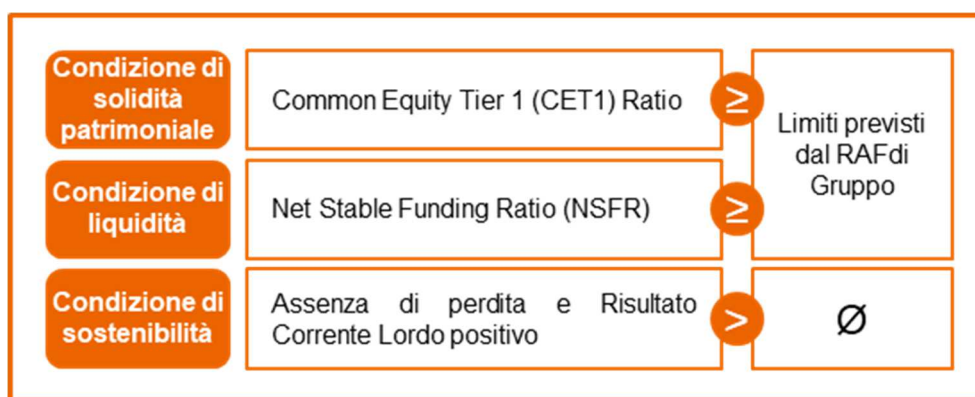 Condizione di
solidità
patrimoniale
Common Equity Tier 1 (CET1) Ratio
≥
Limiti previsti
dal RAFdi
Gruppo
Condizione di
liquidità
Net Stable Funding Ratio (NSFR)
≥
Condizione di
sostenibilità
Assenza di perdita e Risultato
Corrente Lordo positivo
>
Ø